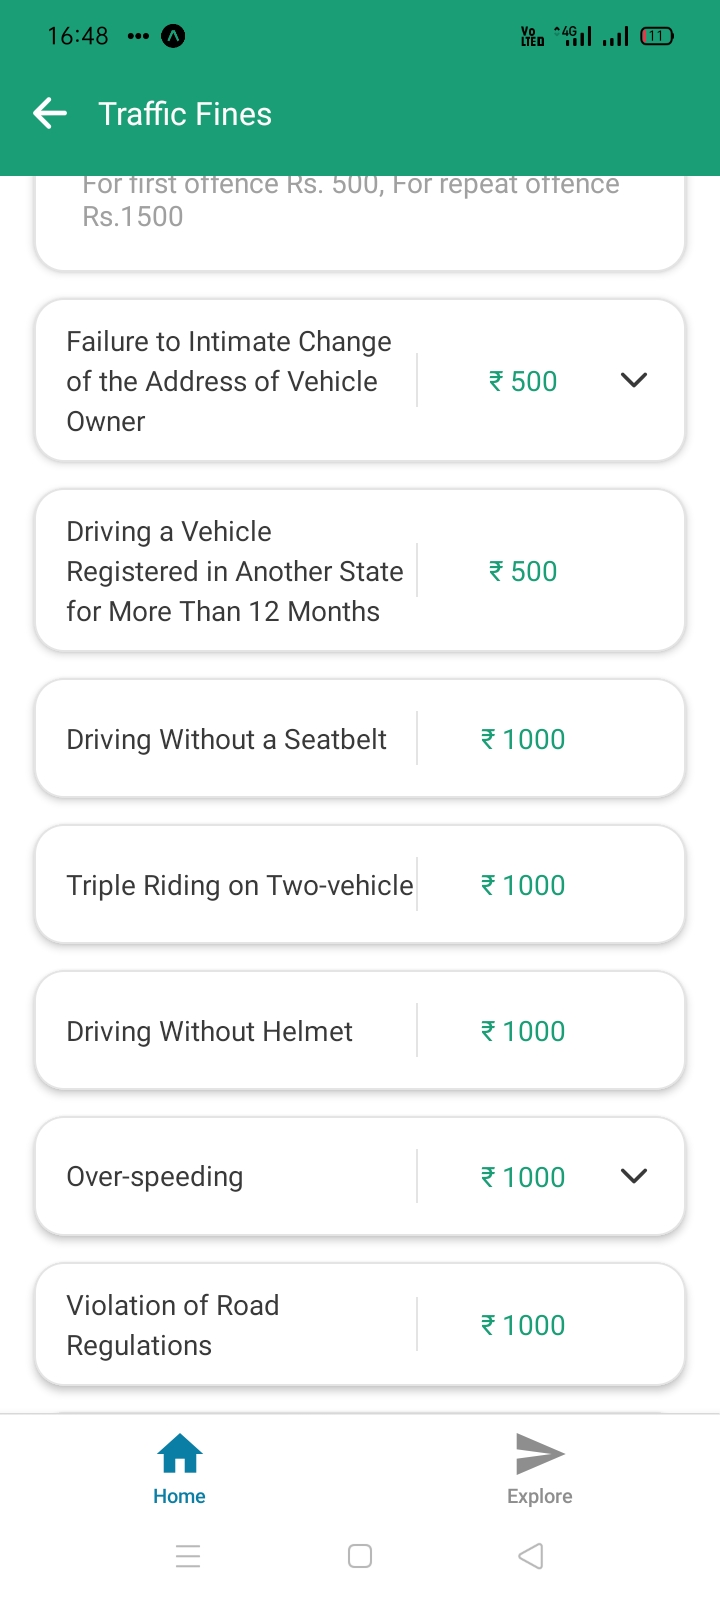 16:48
Vo LTE
4G
11
Traffic Fines
For first offence Rs. 500, For repeat offence
Rs.1500
Failure to Intimate Change
of the Address of Vehicle
Owner
₹ 500
Driving a Vehicle
Registered in Another State
for More Than 12 Months
₹ 500
Driving Without a Seatbelt
₹ 1000
Triple Riding on Two-vehicle
₹ 1000
Driving Without Helmet
₹ 1000
Over-speeding
₹ 1000
Violation of Road
Regulations
₹ 1000
Home
Explore